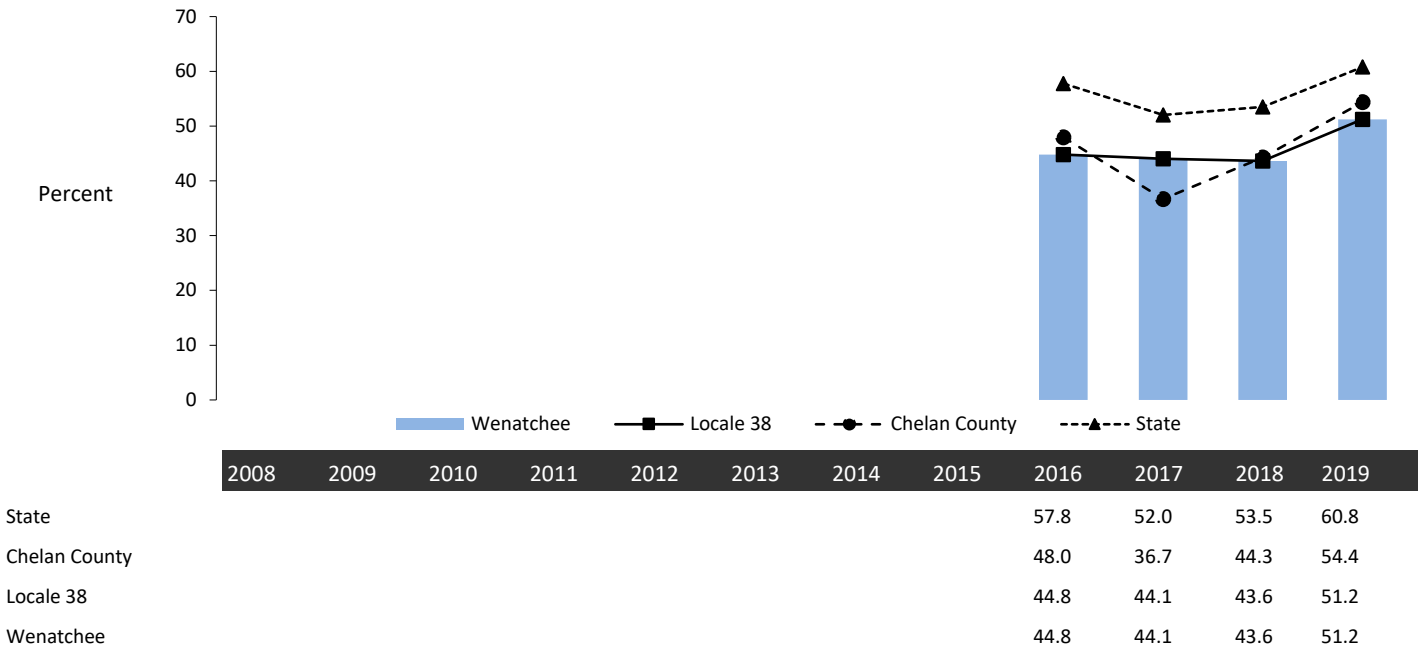 70
60
50
40
30
20
10
0
Percent
Wenatchee Locale 38 Chelan County State
2008 2009 2010 2011 2012 2013 2014 2015 2016 2017 2018 2019
State 57.8 52.0 53.5 60.8
Chelan County 48.0 36.7 44.3 54.4
Locale 38 44.8 44.1 43.6 51.2
Wenatchee 44.8 44.1 43.6 51.2